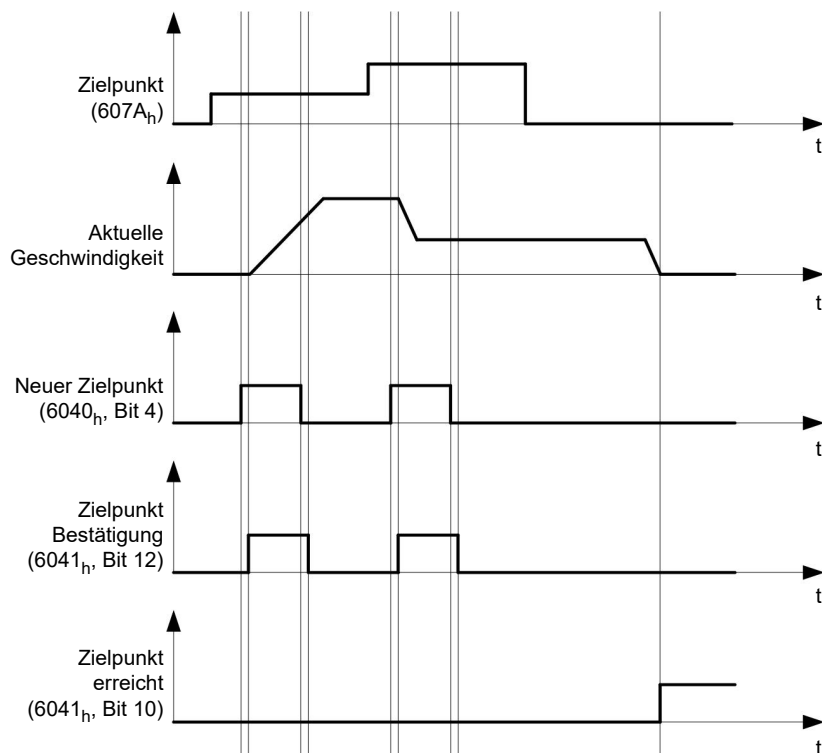 Zielpunkt
(607Ah)
t
Aktuelle
Geschwindigkeit
t
Neuer Zielpunkt
(6040h, Bit 4)
t
Zielpunkt
Bestätigung
(6041h, Bit 12)
t
Zielpunkt
erreicht
(6041h, Bit 10)
t